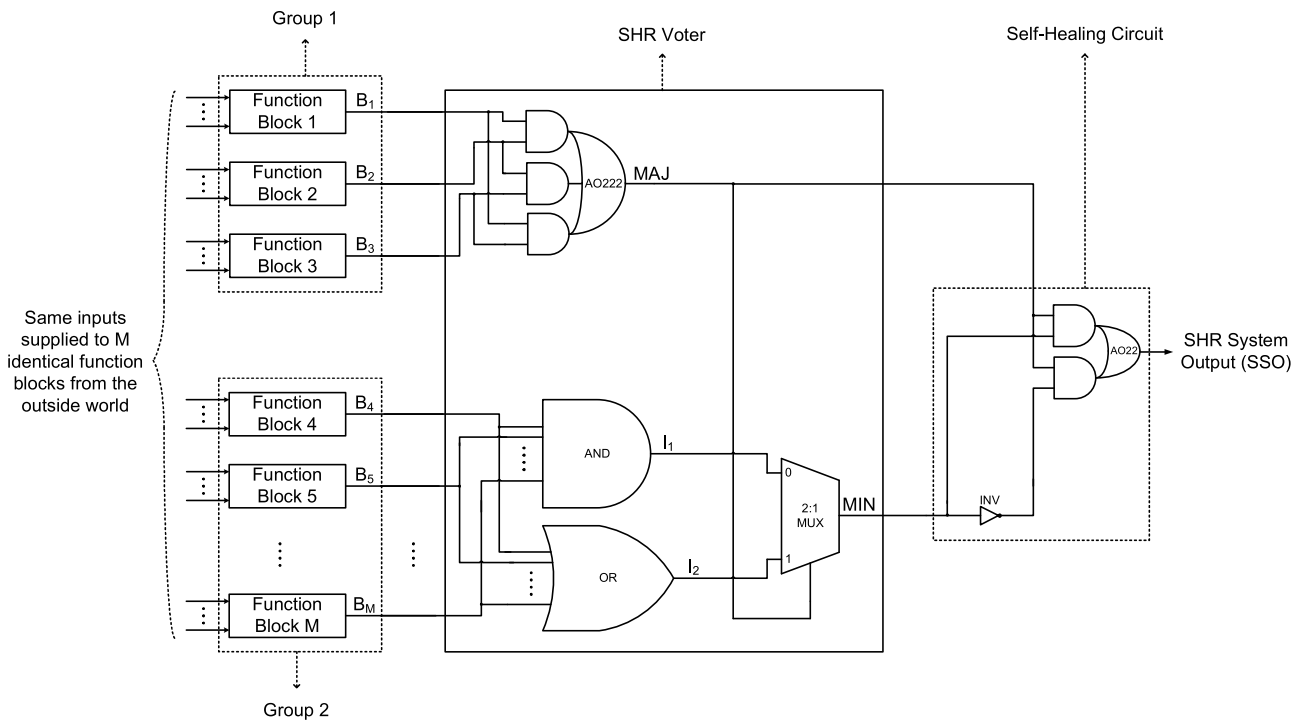 Group 1
SHR Voter
Self-Healing Circuit
Function
Block 1
B1
Function
Block 2
B2
Function
Block 3
B3
AO222
MAJ
Same inputs
supplied to M
identical function
blocks from the
outside world
AO22
SHR System
Output (SSO)
Function
Block 4
B4
Function
Block 5
B5
Function
Block M
BM
AND
I1
OR
I2
0
2:1
MUX
1
MIN
INV
Group 2